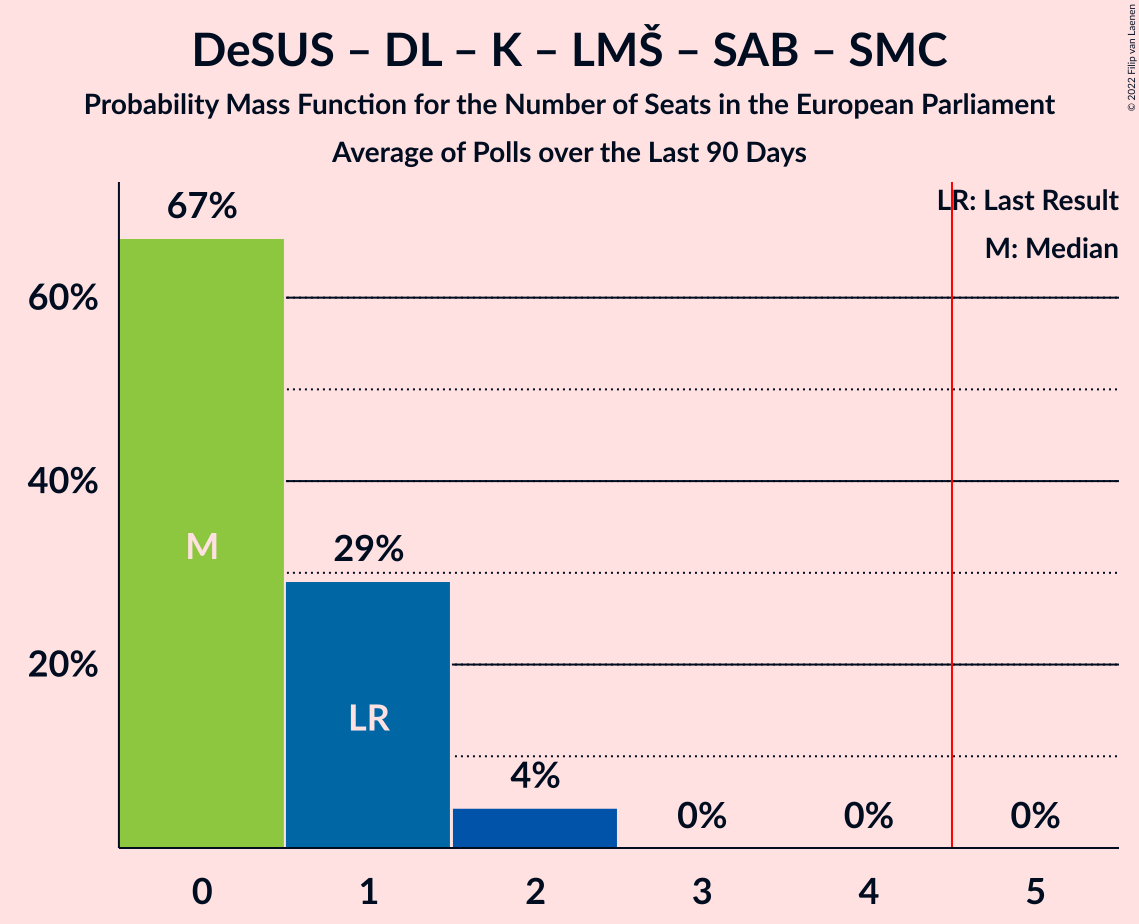 DeSUS – DL – K – LMŠ – SAB – SMC
Probability Mass Function for the Number of Seats in the European Parliament
Average of Polls over the Last 90 Days
© 2022 Filip van Laenen
LR: Last Result
M: Median
67%
60%
40%
20%
M
29%
LR
4%
0%
0%
0%
0
1
2
3
4
5